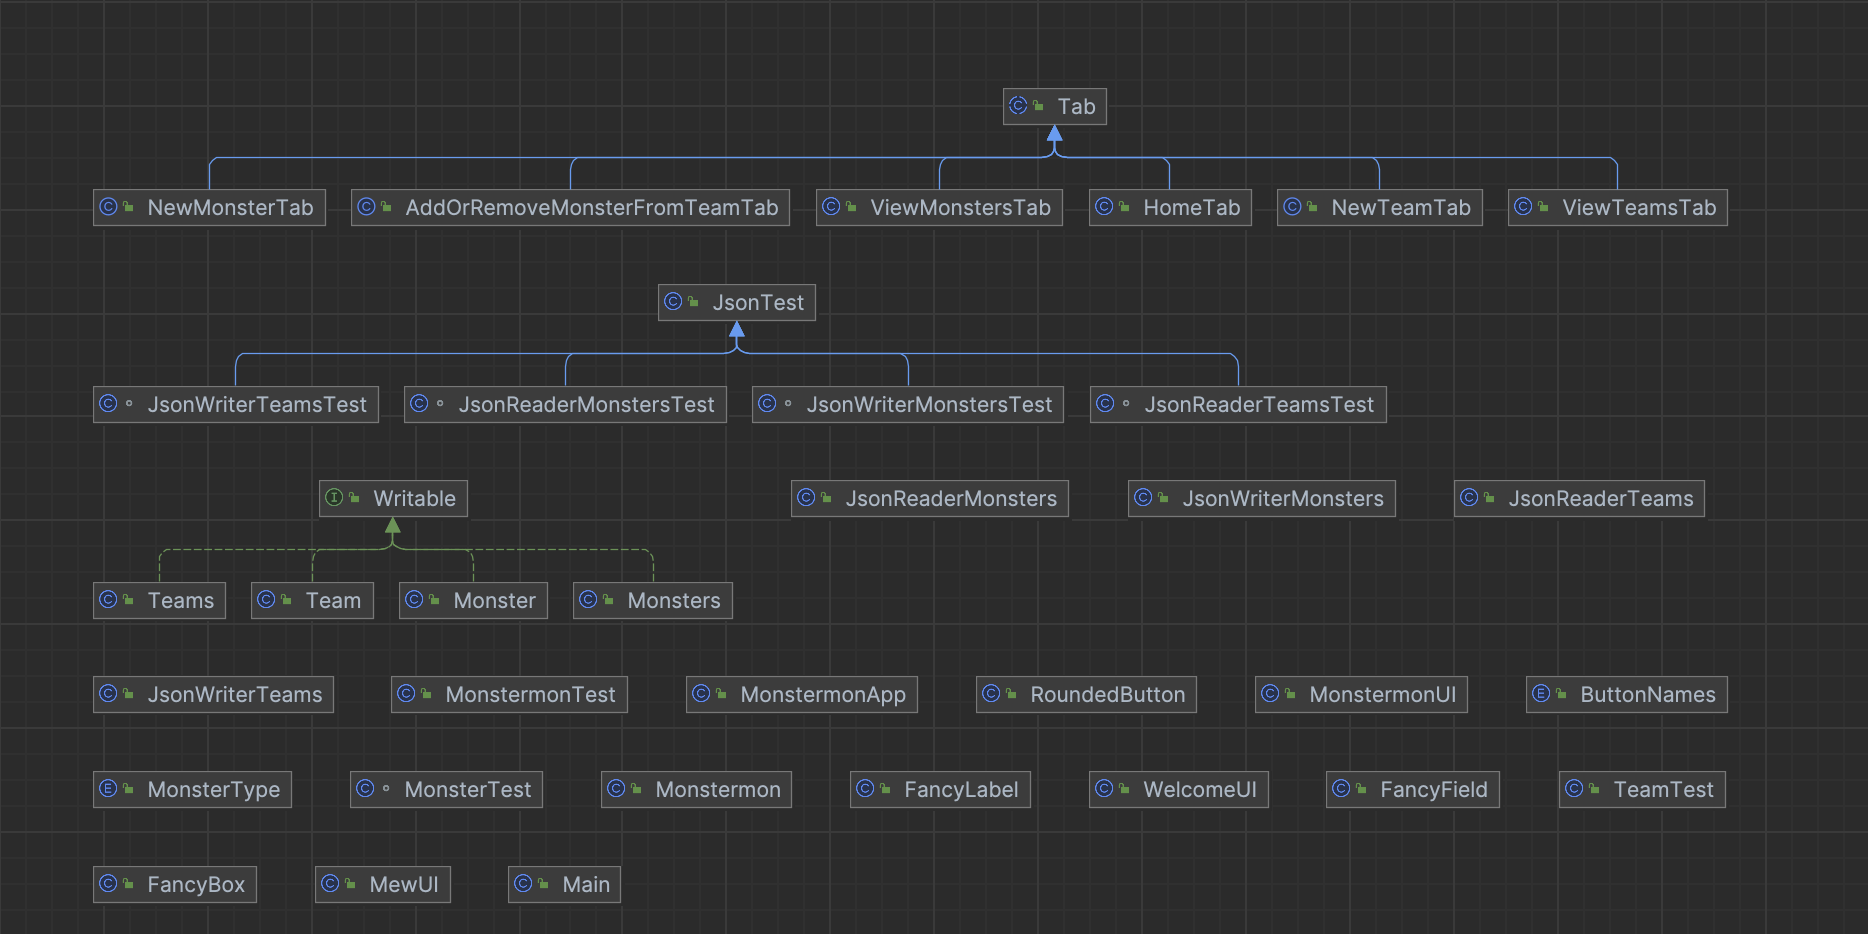 Tab
NewMonsterTab AddOrRemoveMonsterFromTeamTab ViewMonstersTab HomeTab NewTeamTab ViewTeamsTab
JsonTest
JsonWriterTeamsTest JsonReaderMonstersTest JsonWriterMonstersTest JsonReaderTeamsTest
Writable JsonReaderMonsters JsonWriterMonsters JsonReaderTeams
Teams Team Monster Monsters
JsonWriterTeams MonstermonTest MonstermonApp RoundedButton MonstermonUI ButtonNames
MonsterType MonsterTest Monstermon FancyLabel WelcomeUI FancyField TeamTest
FancyBox MewUI Main